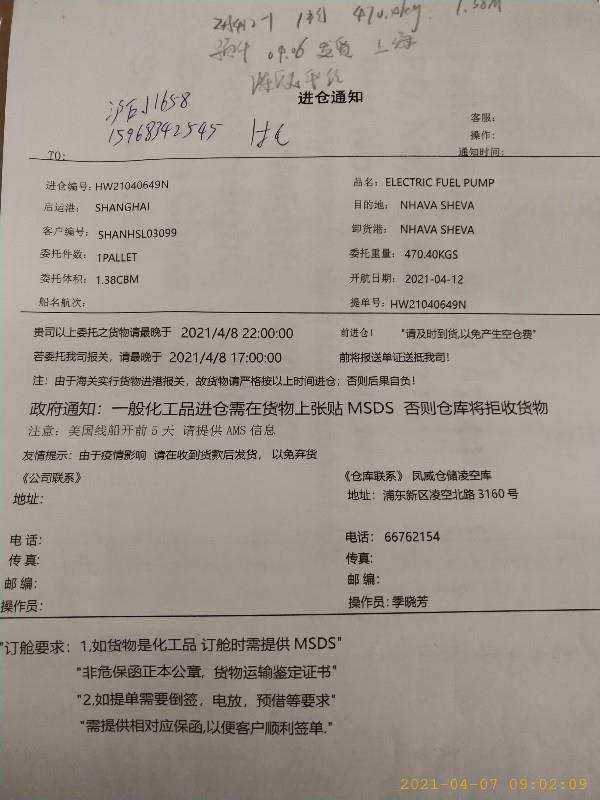 1.38M
470.0kg
04.06
上海
进仓通知
15968342545
客服：
操作：
TO：
通知时间：
进仓编号：HW21040649N
品名：ELECTRIC FUEL PUMP
启运港： SHANGHAI
目的地： NHAVA SHEVA
客户编号： SHANHSL03099
卸货港： NHAVA SHEVA
委托件数： 1PALLET
委托重量： 470.40KGS
委托体积： 1.38CBM
开航日期： 2021-04-12
船名航次：
提单号：HW21040649N
贵司以上委托之货物请最晚于 2021/4/8 22:00:00 前进仓！ "请及时到货,以免产生空仓费"
若委托我司报关，请最晚于 2021/4/8 17:00:00 前将报送单证送抵我司！
注：由于海关实行货物进港报关，故货物请严格按以上时间进仓；否则后果自负！
政府通知：一般化工品进仓需在货物上张贴 MSDS 否则仓库将拒收货物
注意：美国线船开前 5 天 请提供 AMS 信息
友情提示：由于疫情影响 请在收到货款后发货， 以免弃货
《公司联系》
《仓库联系》 凤威仓储凌空库
地址：
地址：浦东新区凌空北路 3160 号
电 话：
电话： 66762154
传 真：
传真：
邮 编：
邮 编：
操作员：
操作员：季晓芳
"订舱要求：1,如货物是化工品 订舱时需提供 MSDS"
"非危保函正本公章，货物运输鉴定证书"
"2,如提单需要倒签，电放，预借等要求"
"需提供相对应保函,以便客户顺利签单."
2021-04-07 09:02:09